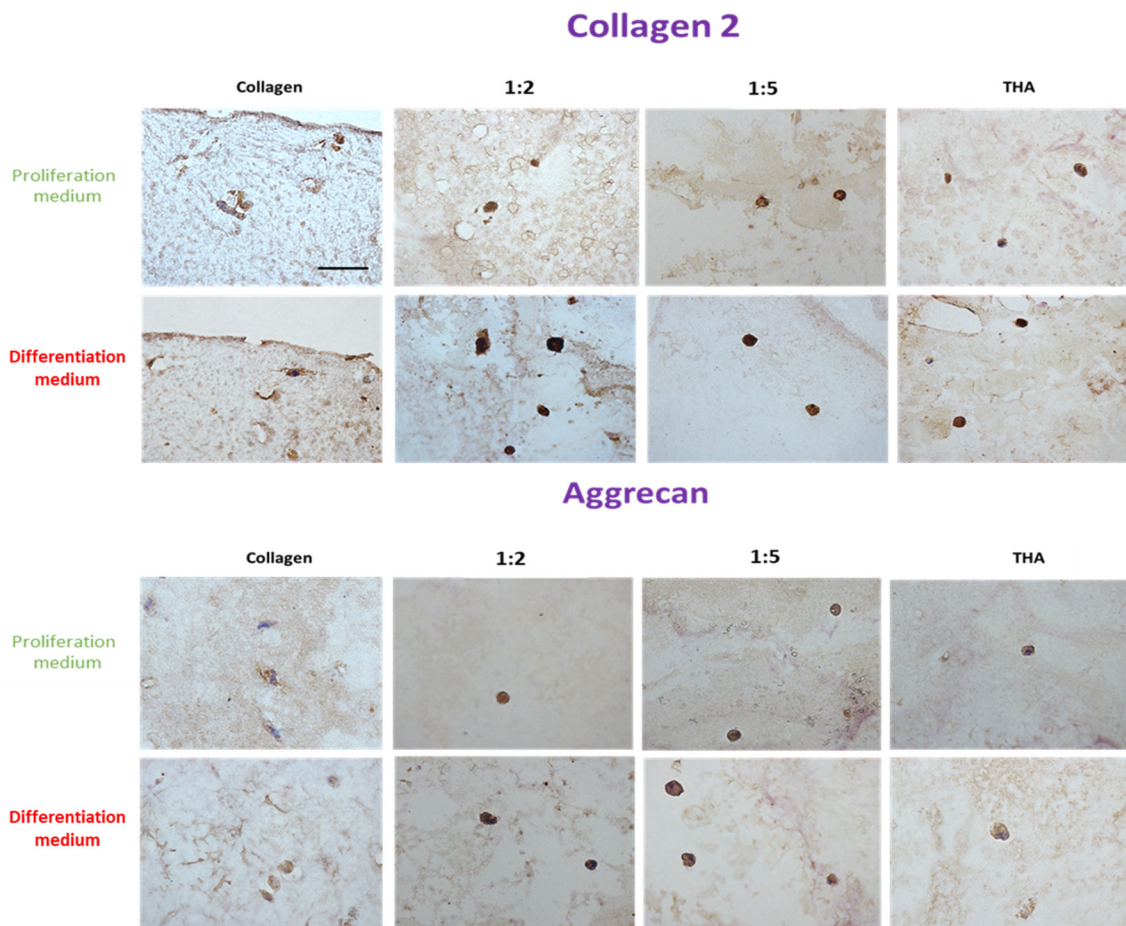 Collagen 2
Collagen 1:2 1:5 THA
Proliferation
medium
Differentiation
medium
Aggrecan
Collagen 1:2 1:5 THA
Proliferation
medium
Differentiation
medium